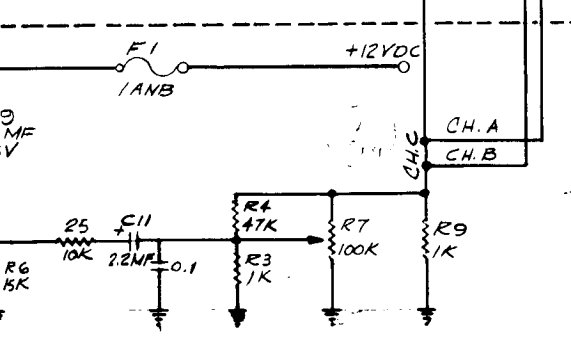 F1
+12VDC
1ANB
9
MF
V
CH.A
CH.C
CH.B
R4
47K
25
10K
+
C11
2.2MF
0.1
R3
1K
R7
100K
R9
1K
R6
15K